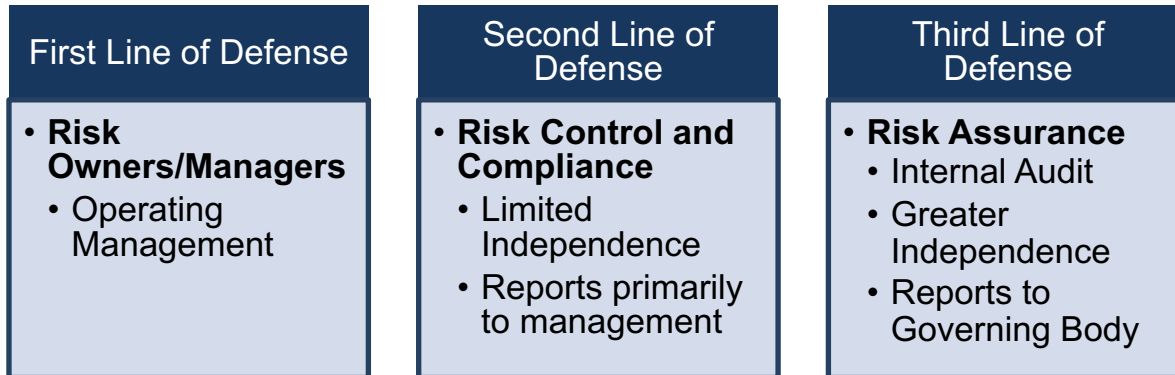 First Line of Defense
• Risk
Owners/Managers
• Operating
Management
Second Line of
Defense
• Risk Control and
Compliance
• Limited
Independence
• Reports primarily
to management
Third Line of
Defense
• Risk Assurance
• Internal Audit
• Greater
Independence
• Reports to
Governing Body